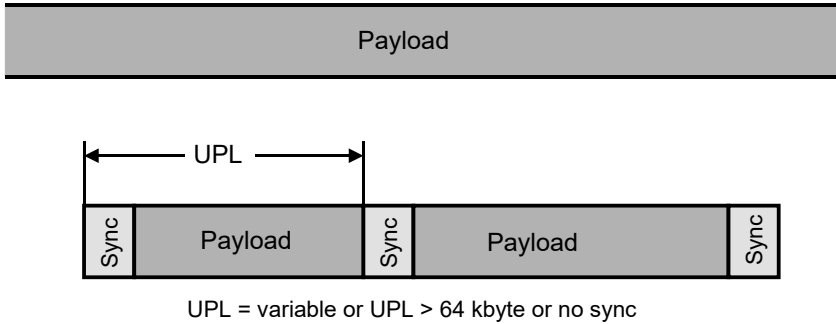 Payload
UPL
Sync Payload Sync Payload Sync
UPL = variable or UPL > 64 kbyte or no sync